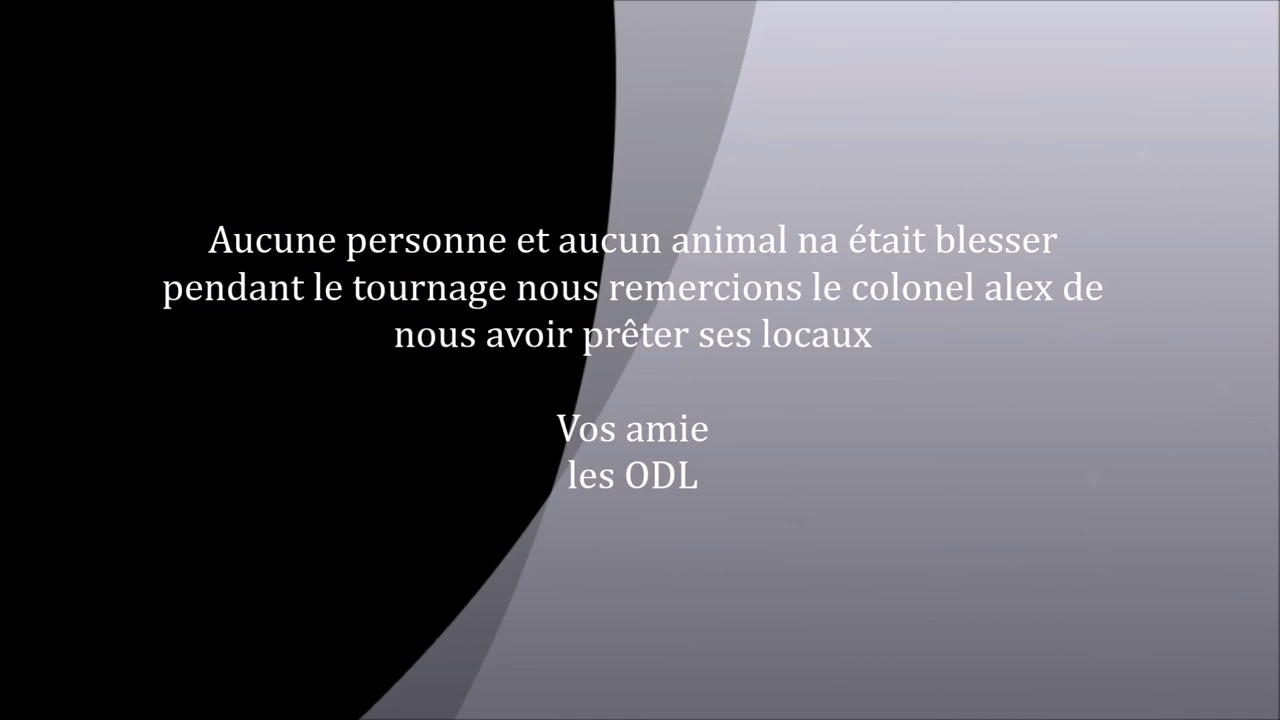 Aucune personne et aucun animal na était blesser
pendant le tournage nous remercions le colonel alex de
nous avoir prêter ses locaux
Vos amie
les ODL